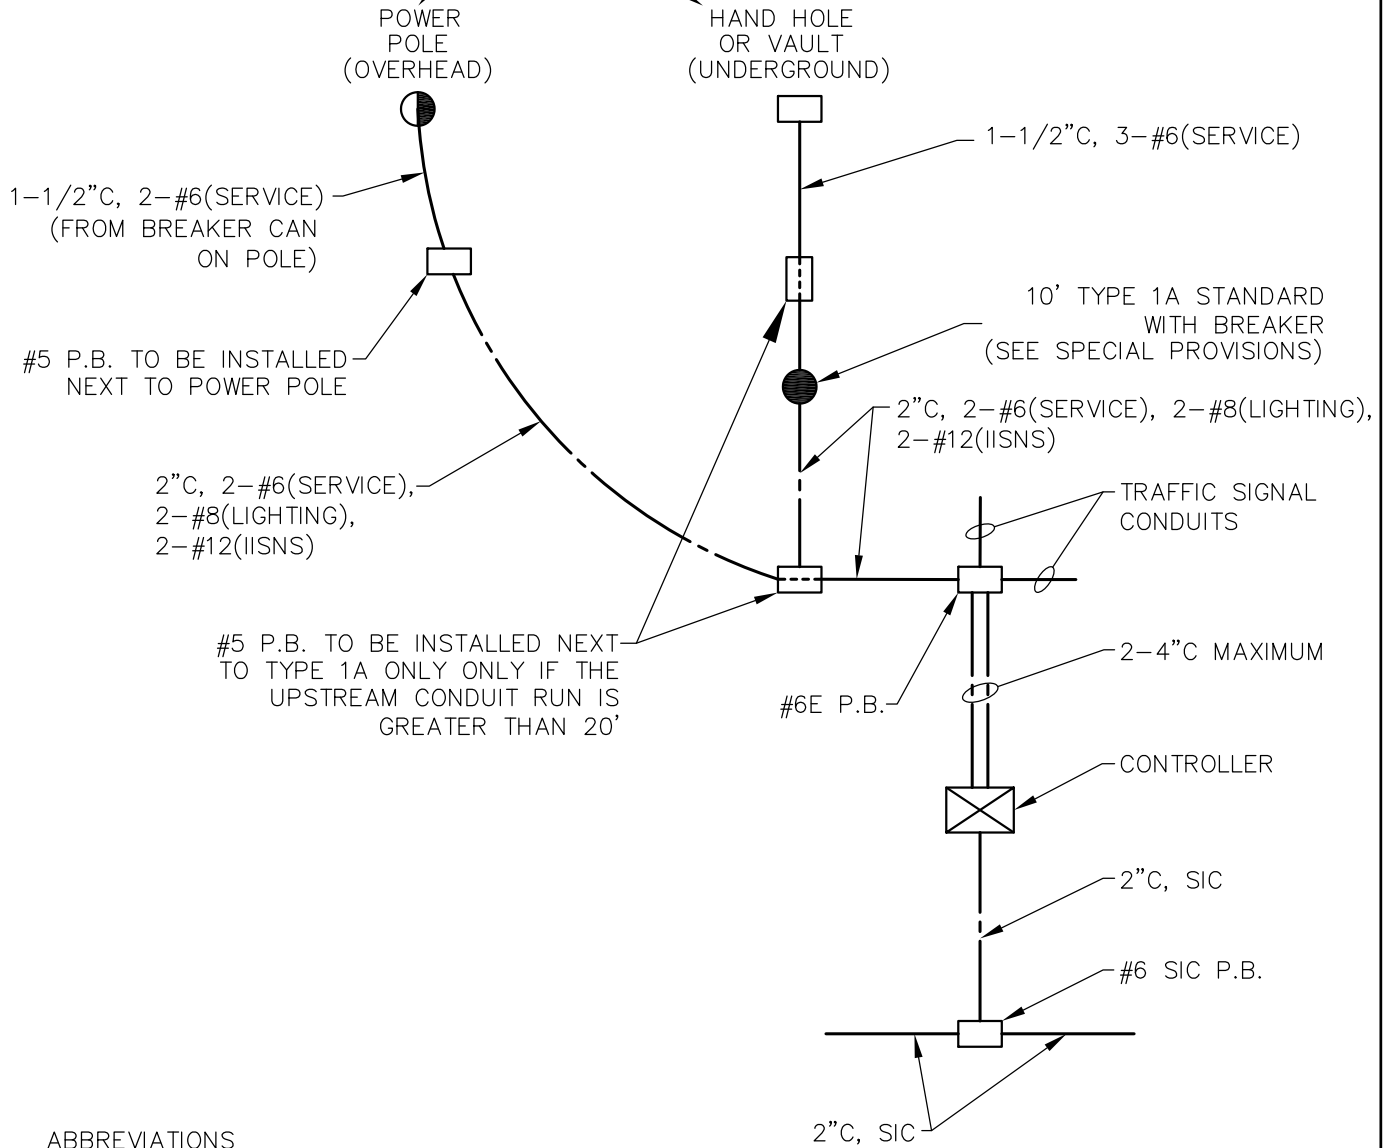 POWER
POLE
(OVERHEAD)
HAND HOLE
OR VAULT
(UNDERGROUND)
1-1/2"C, 3-#6(SERVICE)
1-1/2"C, 2-#6(SERVICE)
(FROM BREAKER CAN
ON POLE)
10' TYPE 1A STANDARD
WITH BREAKER
(SEE SPECIAL PROVISIONS)
#5 P.B. TO BE INSTALLED
NEXT TO POWER POLE
2"C, 2-#6(SERVICE), 2-#8(LIGHTING),
2-#12(IISNS)
2"C, 2-#6(SERVICE),
2-#8(LIGHTING),
2-#12(IISNS)
TRAFFIC SIGNAL
CONDUITS
#5 P.B. TO BE INSTALLED NEXT
TO TYPE 1A ONLY ONLY IF THE
UPSTREAM CONDUIT RUN IS
GREATER THAN 20'
2-4"C MAXIMUM
#6E P.B.
CONTROLLER
2"C, SIC
#6 SIC P.B.
2"C, SIC
ABBREVIATIONS